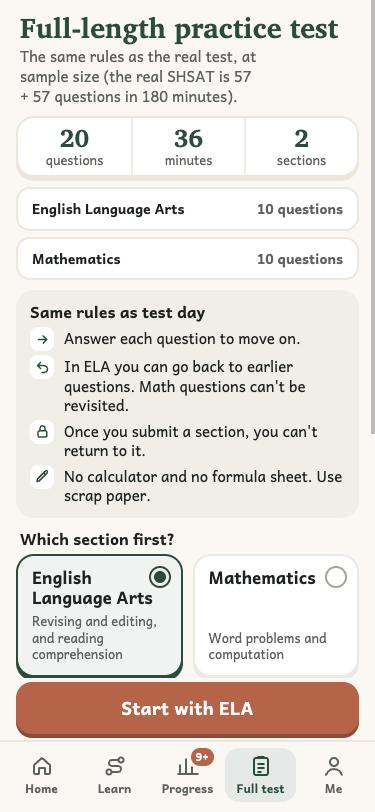 Full-length practice test
The same rules as the real test, at
sample size (the real SHSAT is 57
+ 57 questions in 180 minutes).
20
questions
36
minutes
2
sections
English Language Arts 10 questions
Mathematics 10 questions
Same rules as test day
Answer each question to move on.
In ELA you can go back to earlier
questions. Math questions can't be
revisited.
Once you submit a section, you can't
return to it.
No calculator and no formula sheet. Use
scrap paper.
Which section first?
English
Language Arts
Revising and editing,
and reading
comprehension
Mathematics
Word problems and
computation
Start with ELA
Home
Learn
9+
Progress
Full test
Me